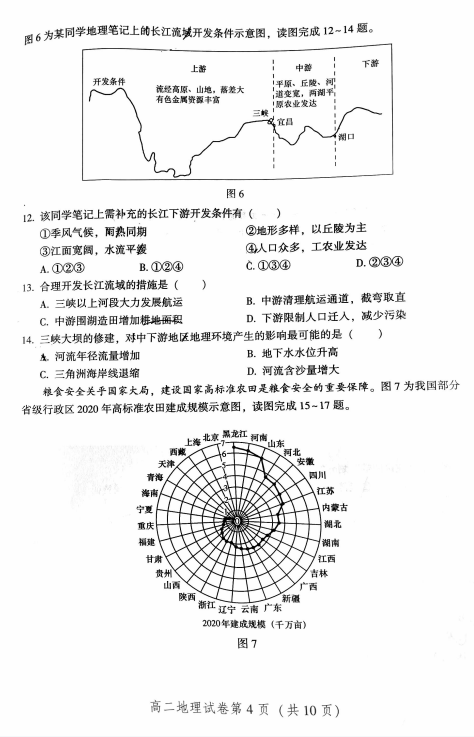 图6为某同学地理笔记上的长江流域开发条件示意图，读图完成12~14题。
上游
中游
下游
开发条件
流经高原、山地，落差大
有色金属资源丰富
平原、丘陵、河
道变宽，两湖平
原农业发达
三峡
宜昌
湖口
图6
12. 该同学笔记上需补充的长江下游开发条件有（ ）
①季风气候，雨热同期 ②地形多样，以丘陵为主
③江面宽阔，水流平缓 ④人口众多，工农业发达
A. ①②③ B. ①②④ C. ①③④ D. ②③④
13. 合理开发长江流域的措施是（ ）
A. 三峡以上河段大力发展航运 B. 中游清理航运通道，截弯取直
C. 中游围湖造田增加耕地面积 D. 下游限制人口迁入，减少污染
14. 三峡大坝的修建，对中下游地区地理环境产生的影响最可能的是（ ）
A. 河流年径流量增加 B. 地下水水位升高
C. 三角洲海岸线退缩 D. 河流含沙量增大
粮食安全关乎国家大局，建设国家高标准农田是粮食安全的重要保障。图7为我国部分
省级行政区2020年高标准农田建成规模示意图，读图完成15~17题。
黑龙江
河南
山东
河北
安徽
四川
江苏
内蒙古
湖北
湖南
江西
吉林
广西
新疆
广东
云南
辽宁
浙江
陕西
山西
贵州
甘肃
福建
重庆
宁夏
海南
青海
天津
西藏
上海
北京
7
6
5
4
3
2
2020年建成规模（千万亩）
图7
高二地理试卷第4页（共10页）